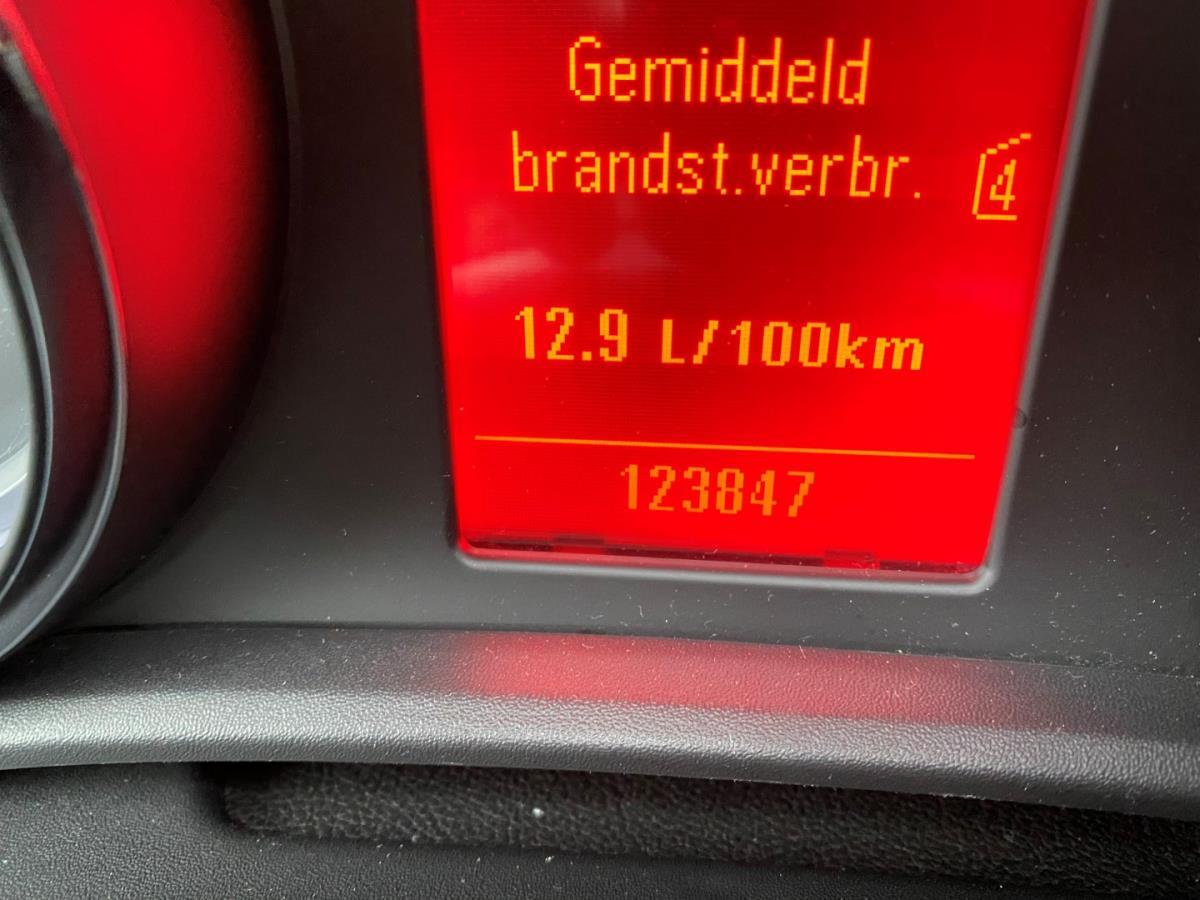 Gemiddeld
brandst.verbr. 4
12.9 L/100km
123847